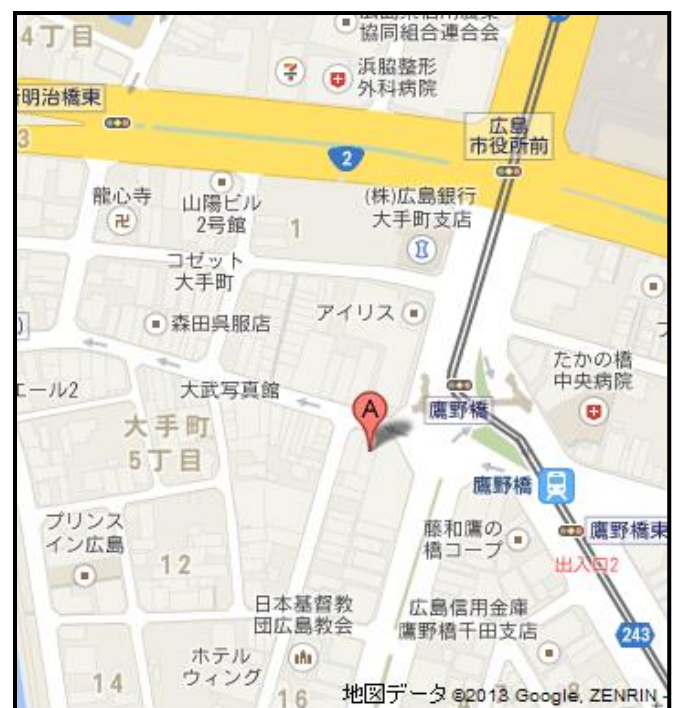 4丁目
協同組合連合会
浜脇整形
外科病院
明治橋東
3
広島
市役所前
2
龍心寺
山陽ビル
2号館
1
(株)広島銀行
大手町支店
コゼット
大手町
アイリス
森田呉服店
たかの橋
中央病院
エール2
大武写真館
A
鷹野橋
大手町
5丁目
鷹野橋
プリンス
イン広島
藤和鷹の
橋コープ
鷹野橋東
出入口2
12
日本基督教
団広島教会
広島信用金庫
鷹野橋千田支店
243
ホテル
ウィング
14
16
地図データ ©2013 Google, ZENRIN -